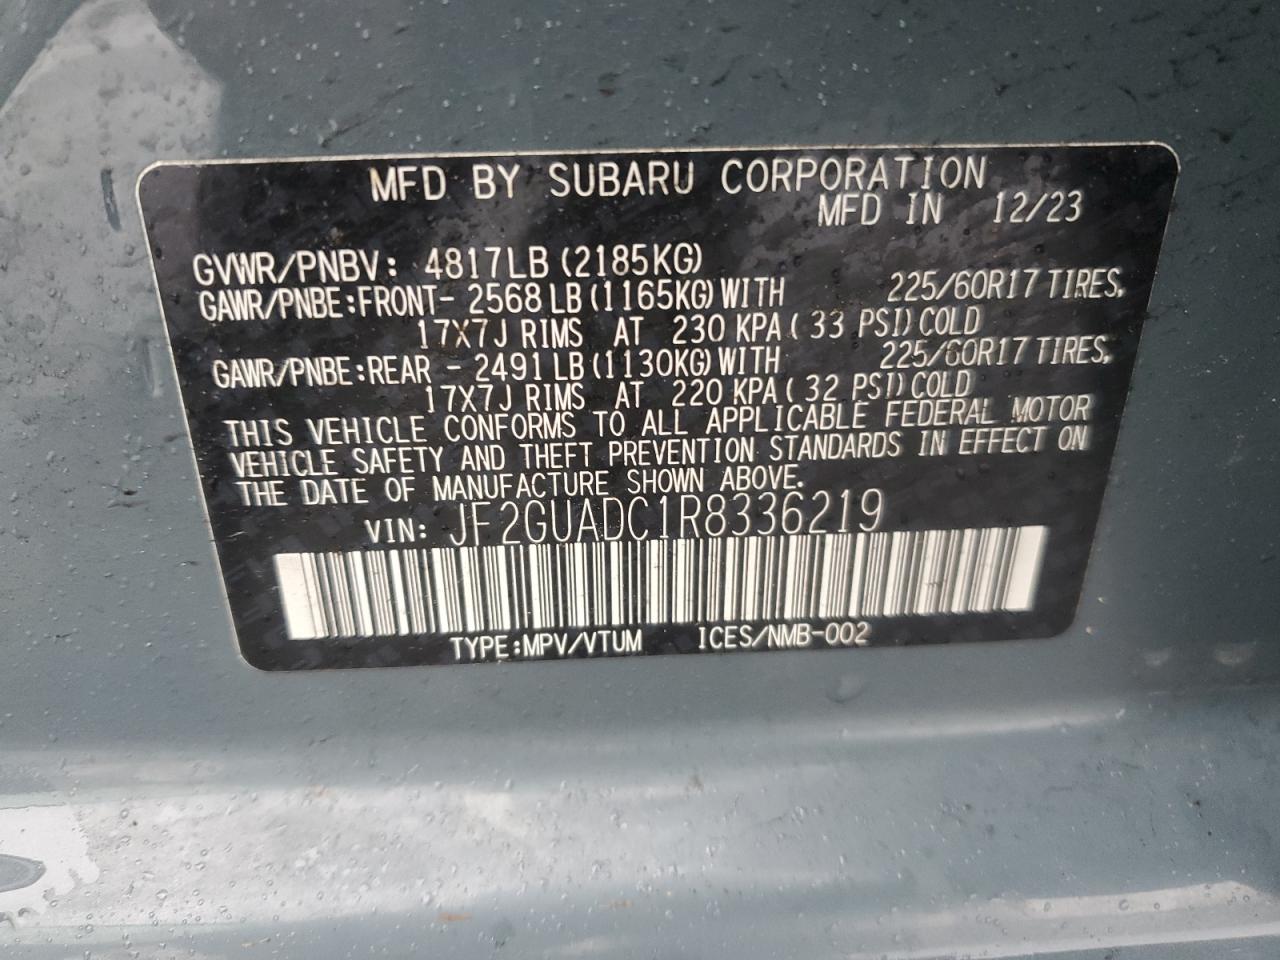 MFD BY SUBARU CORPORATION
MFD IN 12/23
GVWR/PNBV: 4817LB (2185KG)
GAWR/PNBE:FRONT- 2568 LB (1165KG) WITH 225/60R17 TIRES,
17X7J RIMS AT 230 KPA ( 33 PSI) COLD
GAWR/PNBE:REAR - 2491 LB (1130KG) WITH 225/60R17 TIRES,
17X7J RIMS AT 220 KPA ( 32 PSI) COLD
THIS VEHICLE CONFORMS TO ALL APPLICABLE FEDERAL MOTOR
VEHICLE SAFETY AND THEFT PREVENTION STANDARDS IN EFFECT ON
THE DATE OF MANUFACTURE SHOWN ABOVE.
VIN: JF2GUADC1R8336219
TYPE:MPV/VTUM ICES/NMB-002